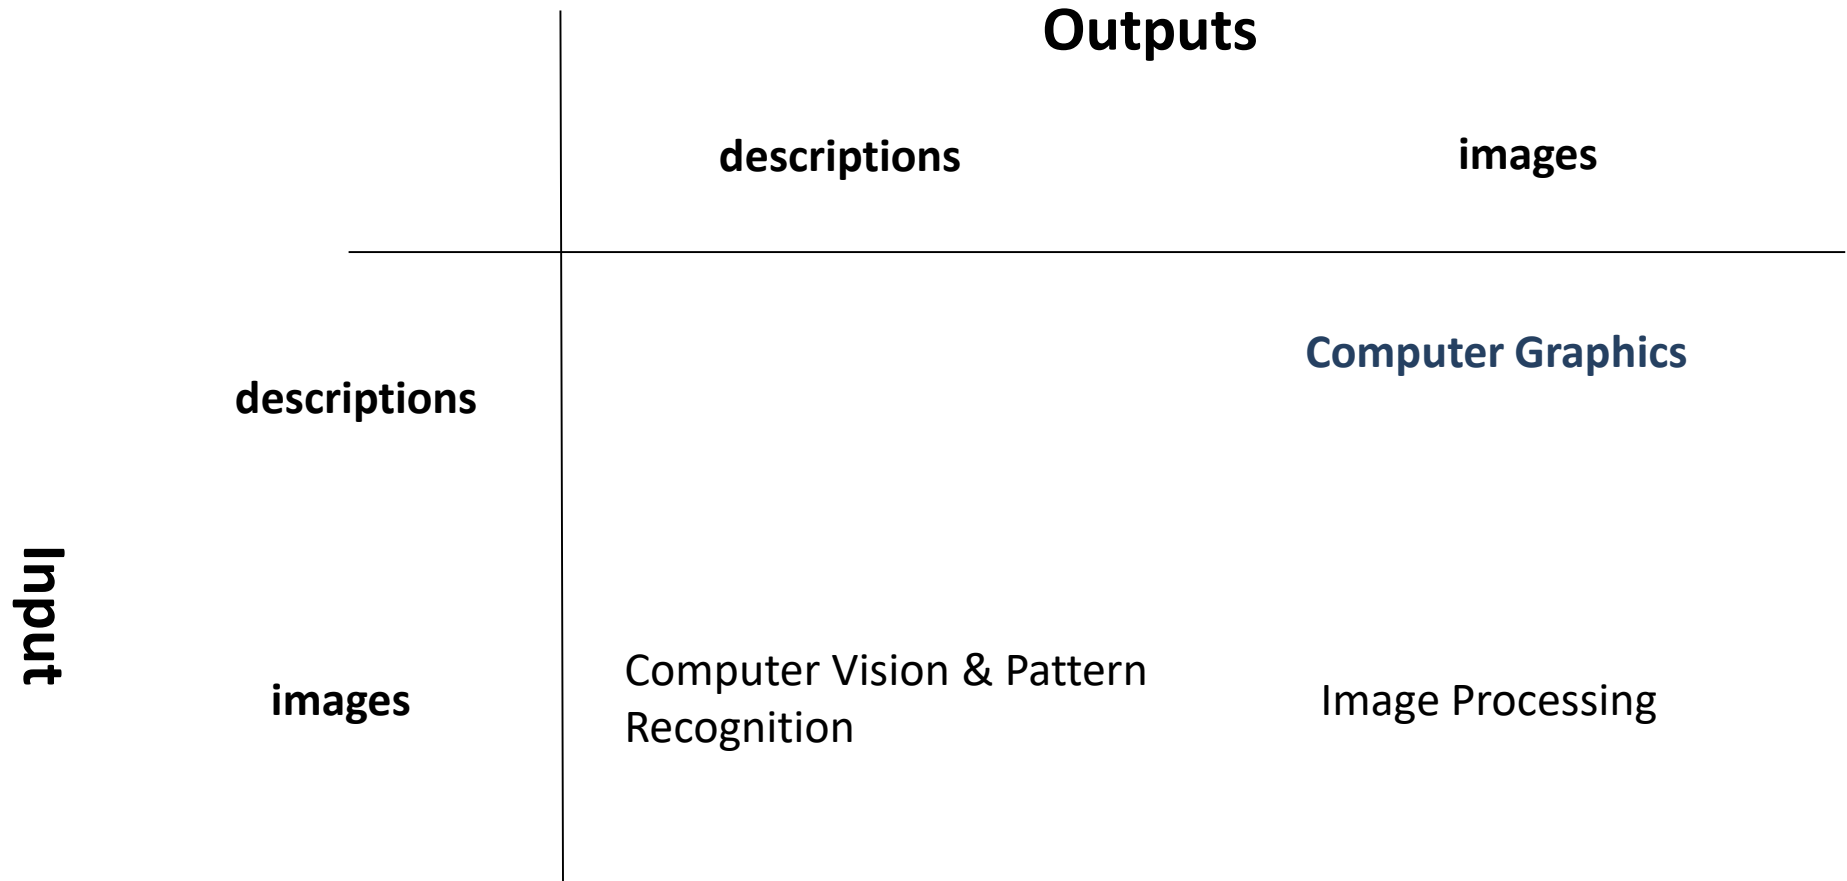 Outputs
descriptions
images
Computer Graphics
descriptions
Input
Computer Vision & Pattern
Recognition
images
Image Processing